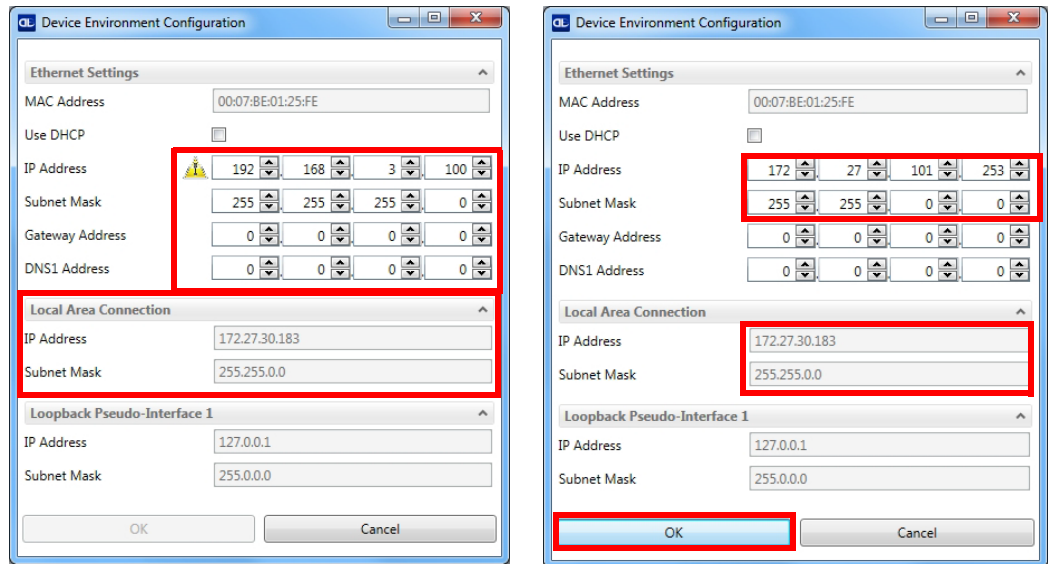 Device Environment Configuration
Ethernet Settings
MAC Address 00:07:BE:01:25:FE
Use DHCP
IP Address 192 . 168 . 3 . 100
Subnet Mask 255 . 255 . 255 . 0
Gateway Address 0 . 0 . 0 . 0
DNS1 Address 0 . 0 . 0 . 0
Local Area Connection
IP Address 172.27.30.183
Subnet Mask 255.255.0.0
Loopback Pseudo-Interface 1
IP Address 127.0.0.1
Subnet Mask 255.0.0.0
OK Cancel
Device Environment Configuration
Ethernet Settings
MAC Address 00:07:BE:01:25:FE
Use DHCP
IP Address 172 . 27 . 101 . 253
Subnet Mask 255 . 255 . 0 . 0
Gateway Address 0 . 0 . 0 . 0
DNS1 Address 0 . 0 . 0 . 0
Local Area Connection
IP Address 172.27.30.183
Subnet Mask 255.255.0.0
Loopback Pseudo-Interface 1
IP Address 127.0.0.1
Subnet Mask 255.0.0.0
OK Cancel